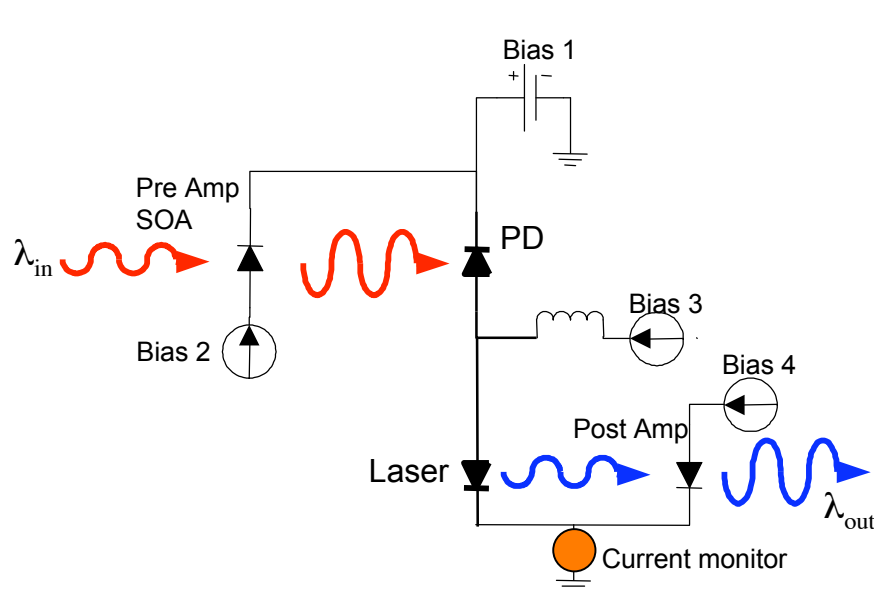 Bias 1
+ −
Pre Amp
SOA
PD
λin
Bias 3
Bias 2
Bias 4
Post Amp
Laser
λout
Current monitor